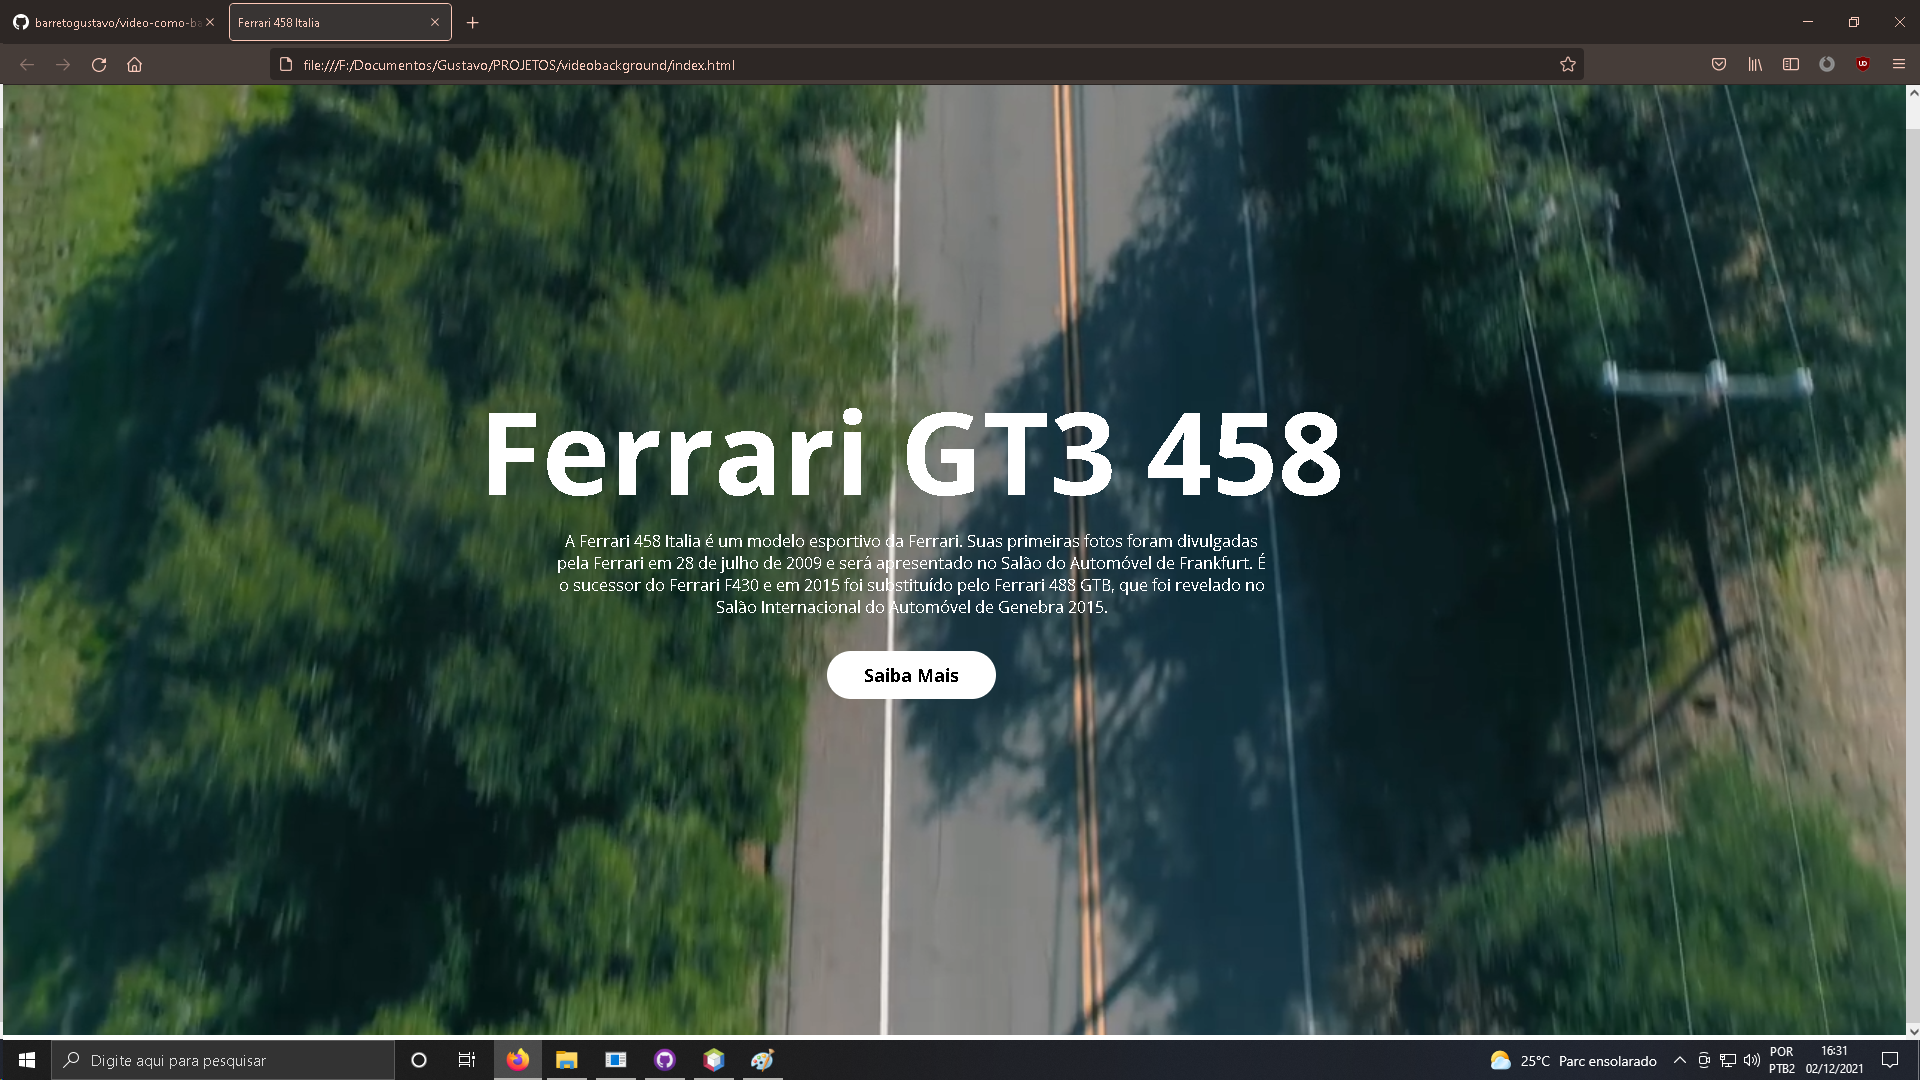 barretogustavo/video-como-ba
Ferrari 458 Italia
file:///F:/Documentos/Gustavo/PROJETOS/videobackground/index.html
Ferrari GT3 458
A Ferrari 458 Italia é um modelo esportivo da Ferrari. Suas primeiras fotos foram divulgadas
pela Ferrari em 28 de julho de 2009 e será apresentado no Salão do Automóvel de Frankfurt. É
o sucessor do Ferrari F430 e em 2015 foi substituído pelo Ferrari 488 GTB, que foi revelado no
Salão Internacional do Automóvel de Genebra 2015.
Saiba Mais
Digite aqui para pesquisar
25°C Parc ensolarado
POR
PTB2
16:31
02/12/2021